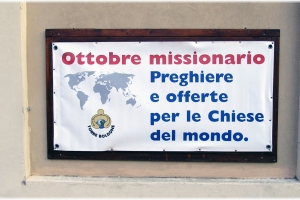 Ottobre missionario
Preghiere
e offerte
per le Chiese
del mondo.